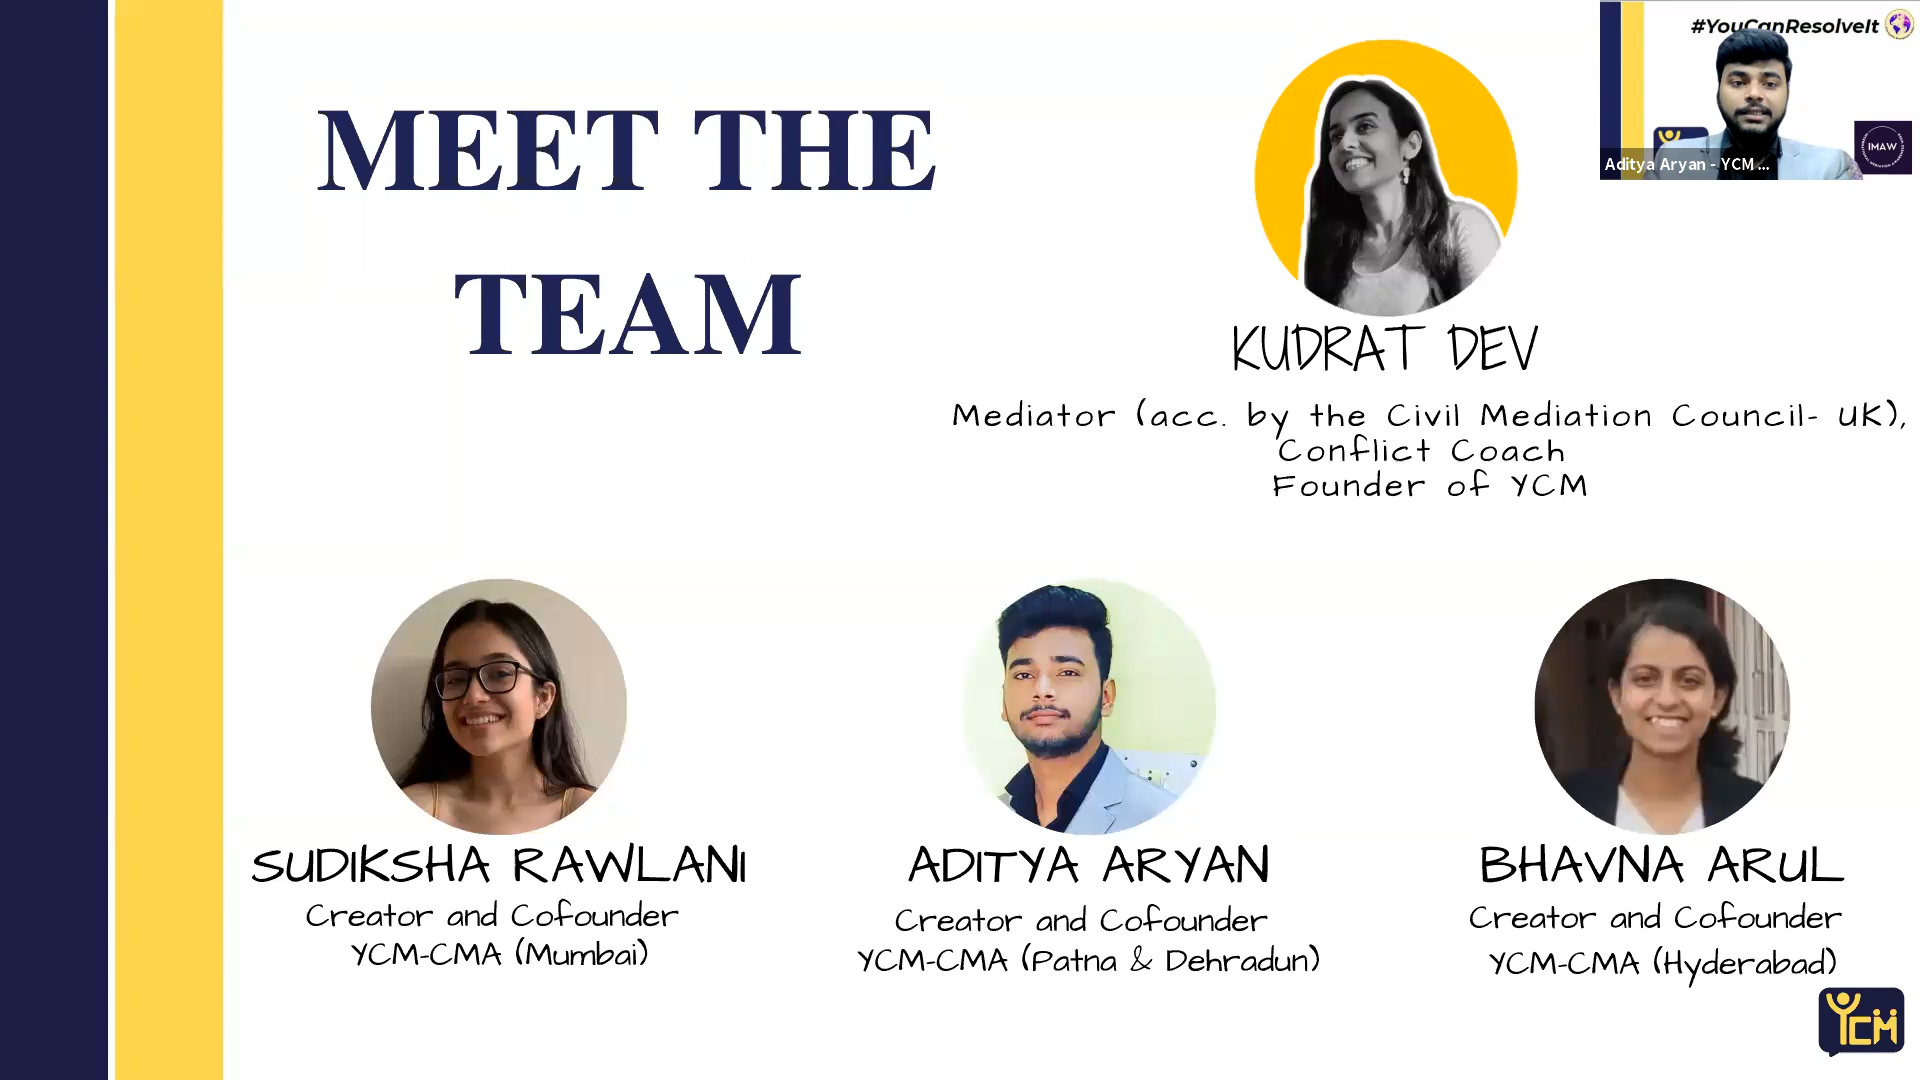 MEET THE
TEAM
#YouCanResolveIt
IMAW
Aditya Aryan - YCM ...
KUDRAT DEV
Mediator (acc. by the Civil Mediation Council- UK),
Conflict Coach
Founder of YCM
SUDIKSHA RAWLANI
Creator and Cofounder
YCM-CMA (Mumbai)
ADITYA ARYAN
Creator and Cofounder
YCM-CMA (Patna & Dehradun)
BHAVNA ARUL
Creator and Cofounder
YCM-CMA (Hyderabad)
YCM